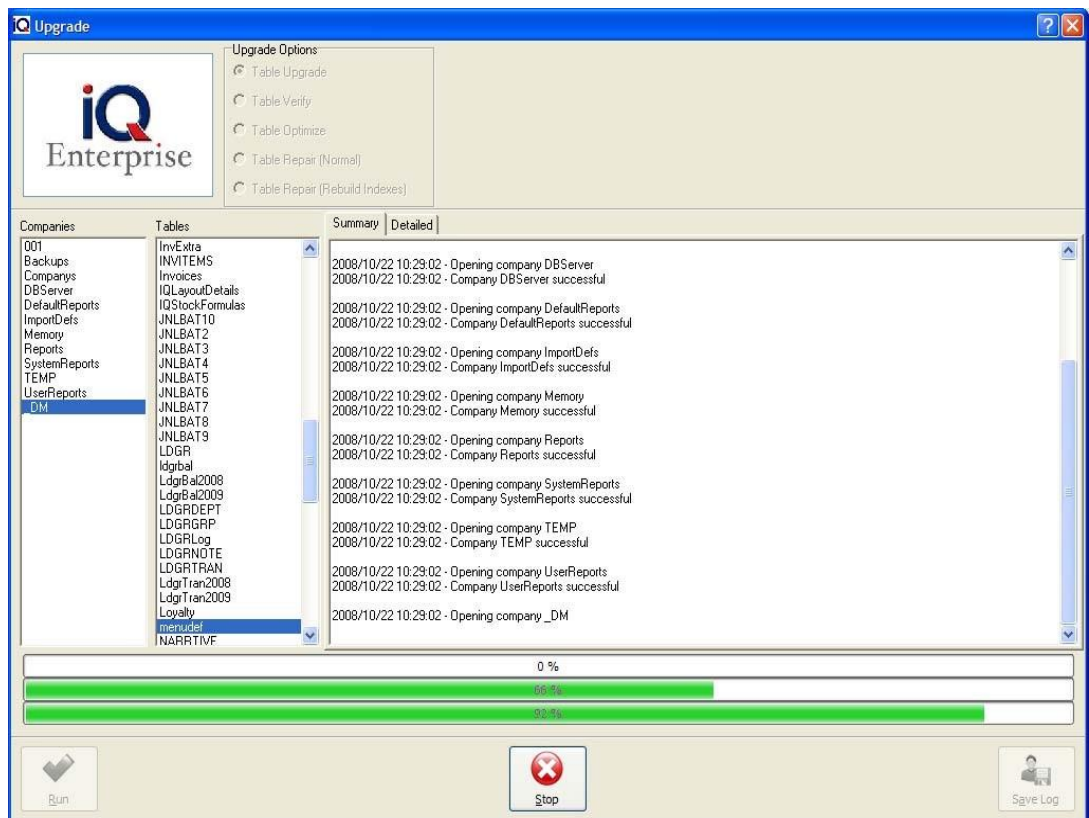 iQ Upgrade
iQ
Enterprise
Upgrade Options
Table Upgrade
Table Verify
Table Optimize
Table Repair (Normal)
Table Repair (Rebuild Indexes)
Companies
001
Backups
Companys
DBServer
DefaultReports
ImportDefs
Memory
Reports
SystemReports
TEMP
UserReports
_DM
Tables
InvExtra
INVITEMS
Invoices
IQLayoutDetails
IQStockFormulas
JNLBAT10
JNLBAT2
JNLBAT3
JNLBAT4
JNLBAT5
JNLBAT6
JNLBAT7
JNLBAT8
JNLBAT9
LDGR
ldgrbal
LdgrBal2008
LdgrBal2009
LDGRDEPT
LDGRGRP
LDGRLog
LDGRNOTE
LDGRTRAN
LdgrTran2008
LdgrTran2009
Loyalty
menudef
NARRTIVE
Summary Detailed
2008/10/22 10:29:02 - Opening company DBServer
2008/10/22 10:29:02 - Company DBServer successful
2008/10/22 10:29:02 - Opening company DefaultReports
2008/10/22 10:29:02 - Company DefaultReports successful
2008/10/22 10:29:02 - Opening company ImportDefs
2008/10/22 10:29:02 - Company ImportDefs successful
2008/10/22 10:29:02 - Opening company Memory
2008/10/22 10:29:02 - Company Memory successful
2008/10/22 10:29:02 - Opening company Reports
2008/10/22 10:29:02 - Company Reports successful
2008/10/22 10:29:02 - Opening company SystemReports
2008/10/22 10:29:02 - Company SystemReports successful
2008/10/22 10:29:02 - Opening company TEMP
2008/10/22 10:29:02 - Company TEMP successful
2008/10/22 10:29:02 - Opening company UserReports
2008/10/22 10:29:02 - Company UserReports successful
2008/10/22 10:29:02 - Opening company _DM
0 %
66 %
92 %
Run
Stop
Save Log